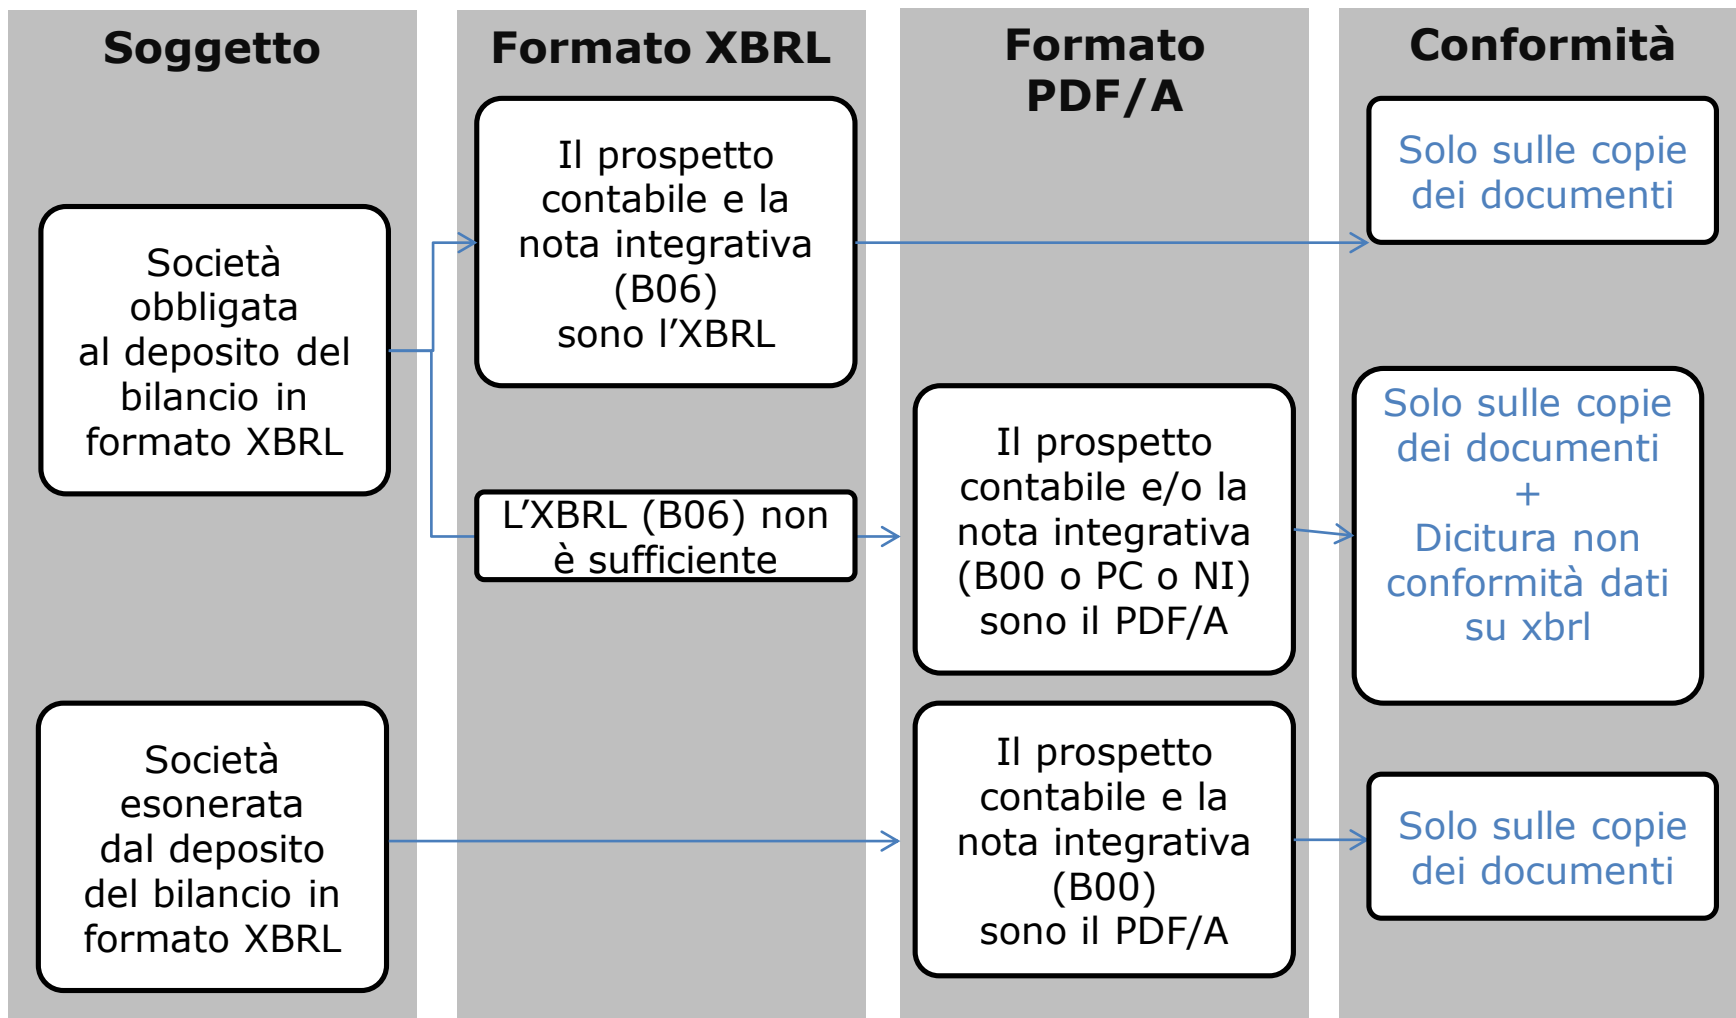 Soggetto
Formato XBRL
Formato
PDF/A
Conformità
Società
obbligata
al deposito del
bilancio in
formato XBRL
Il prospetto
contabile e la
nota integrativa
(B06)
sono l’XBRL
Solo sulle copie
dei documenti
L’XBRL (B06) non
è sufficiente
Il prospetto
contabile e/o la
nota integrativa
(B00 o PC o NI)
sono il PDF/A
Solo sulle copie
dei documenti
+
Dicitura non
conformità dati
su xbrl
Società
esonerata
dal deposito
del bilancio in
formato XBRL
Il prospetto
contabile e la
nota integrativa
(B00)
sono il PDF/A
Solo sulle copie
dei documenti